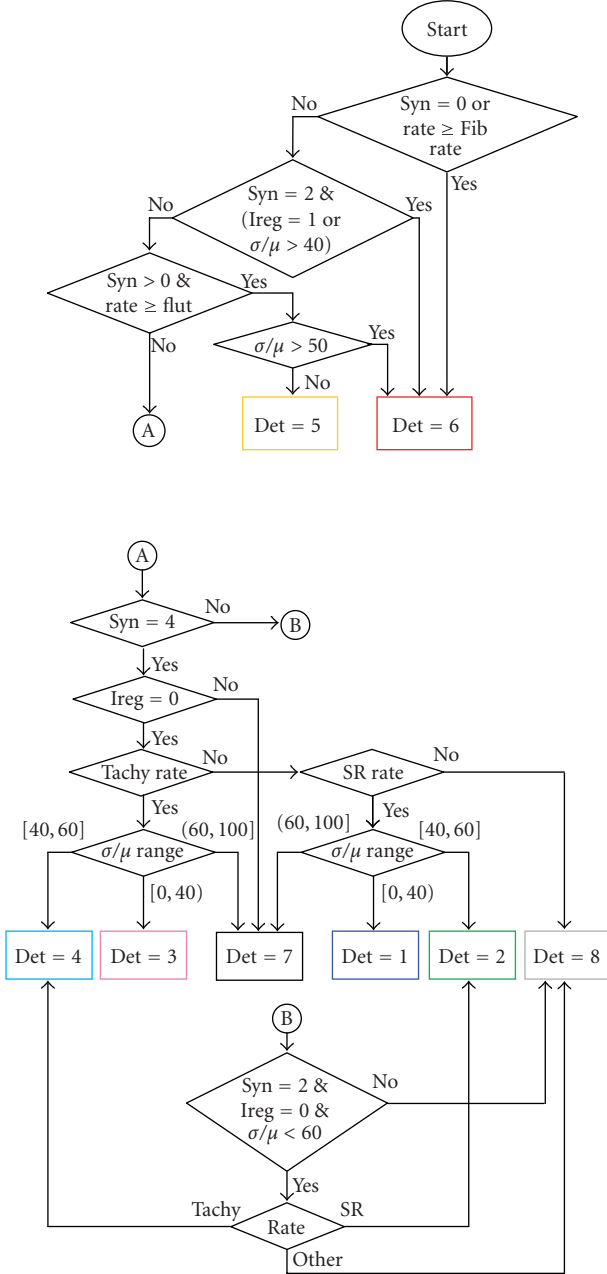 Start
Syn = 0 or
rate ≥ Fib
rate
No
Yes
Syn = 2 &
(Ireg = 1 or
σ/μ > 40)
No
Yes
Syn > 0 &
rate ≥ flut
Yes
No
σ/μ > 50
Yes
No
A
Det = 5
Det = 6
A
Syn = 4
No
B
Yes
Ireg = 0
No
Yes
Tachy rate
No
SR rate
No
Yes
Yes
[40, 60]
(60, 100]
(60, 100]
[40, 60]
σ/μ range
σ/μ range
[0, 40)
[0, 40)
Det = 4
Det = 3
Det = 7
Det = 1
Det = 2
Det = 8
B
Syn = 2 &
Ireg = 0 &
σ/μ < 60
No
Yes
Tachy
Rate
SR
Other